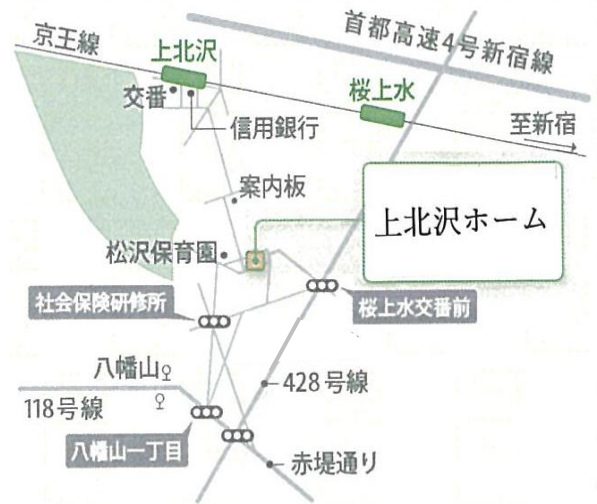 首都高速4号新宿線
京王線
上北沢
桜上水
交番
信用銀行
至新宿
案内板
上北沢ホーム
松沢保育園
社会保険研修所
桜上水交番前
八幡山
428号線
118号線
八幡山一丁目
赤堤通り